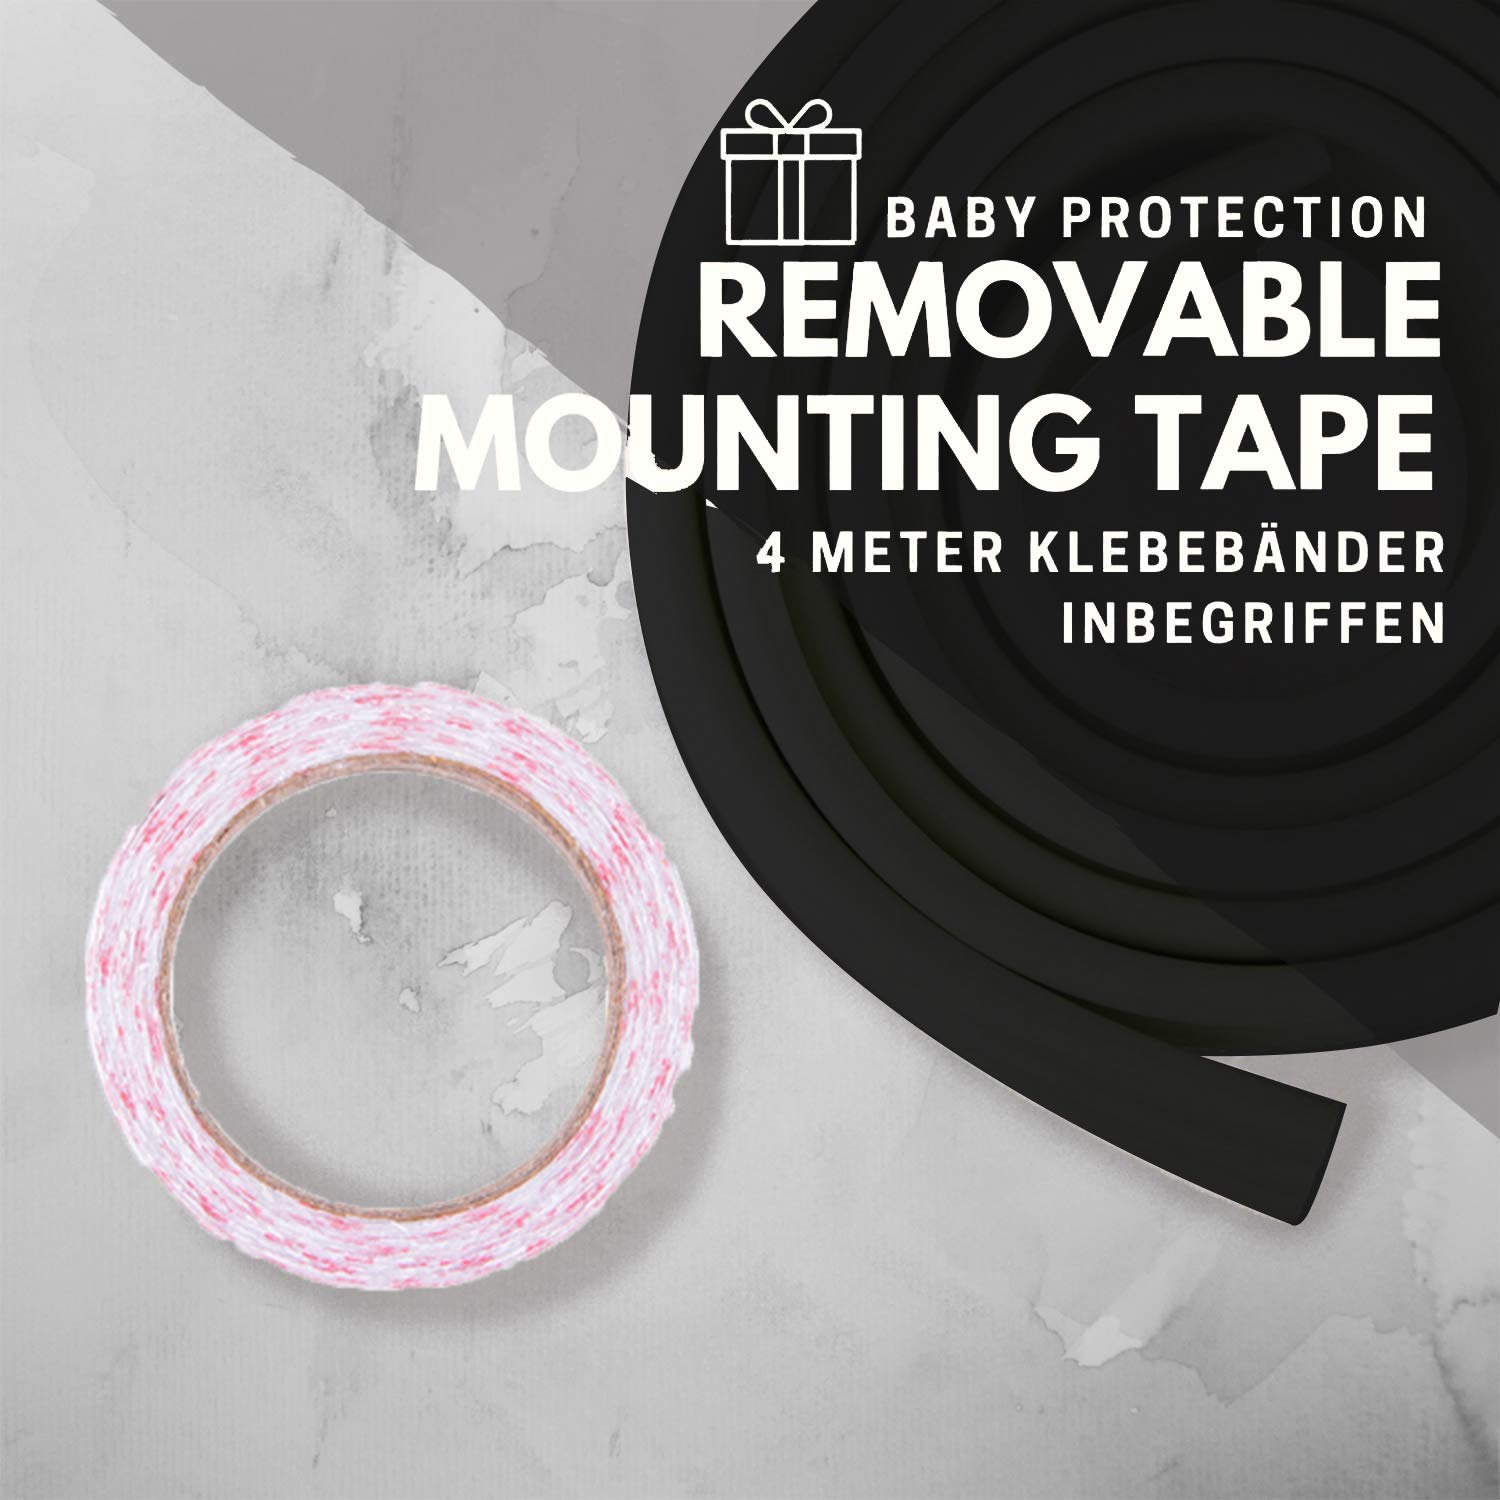 BABY PROTECTION
REMOVABLE
MOUNTING TAPE
4 METER KLEBEBÄNDER
INBEGRIFFEN